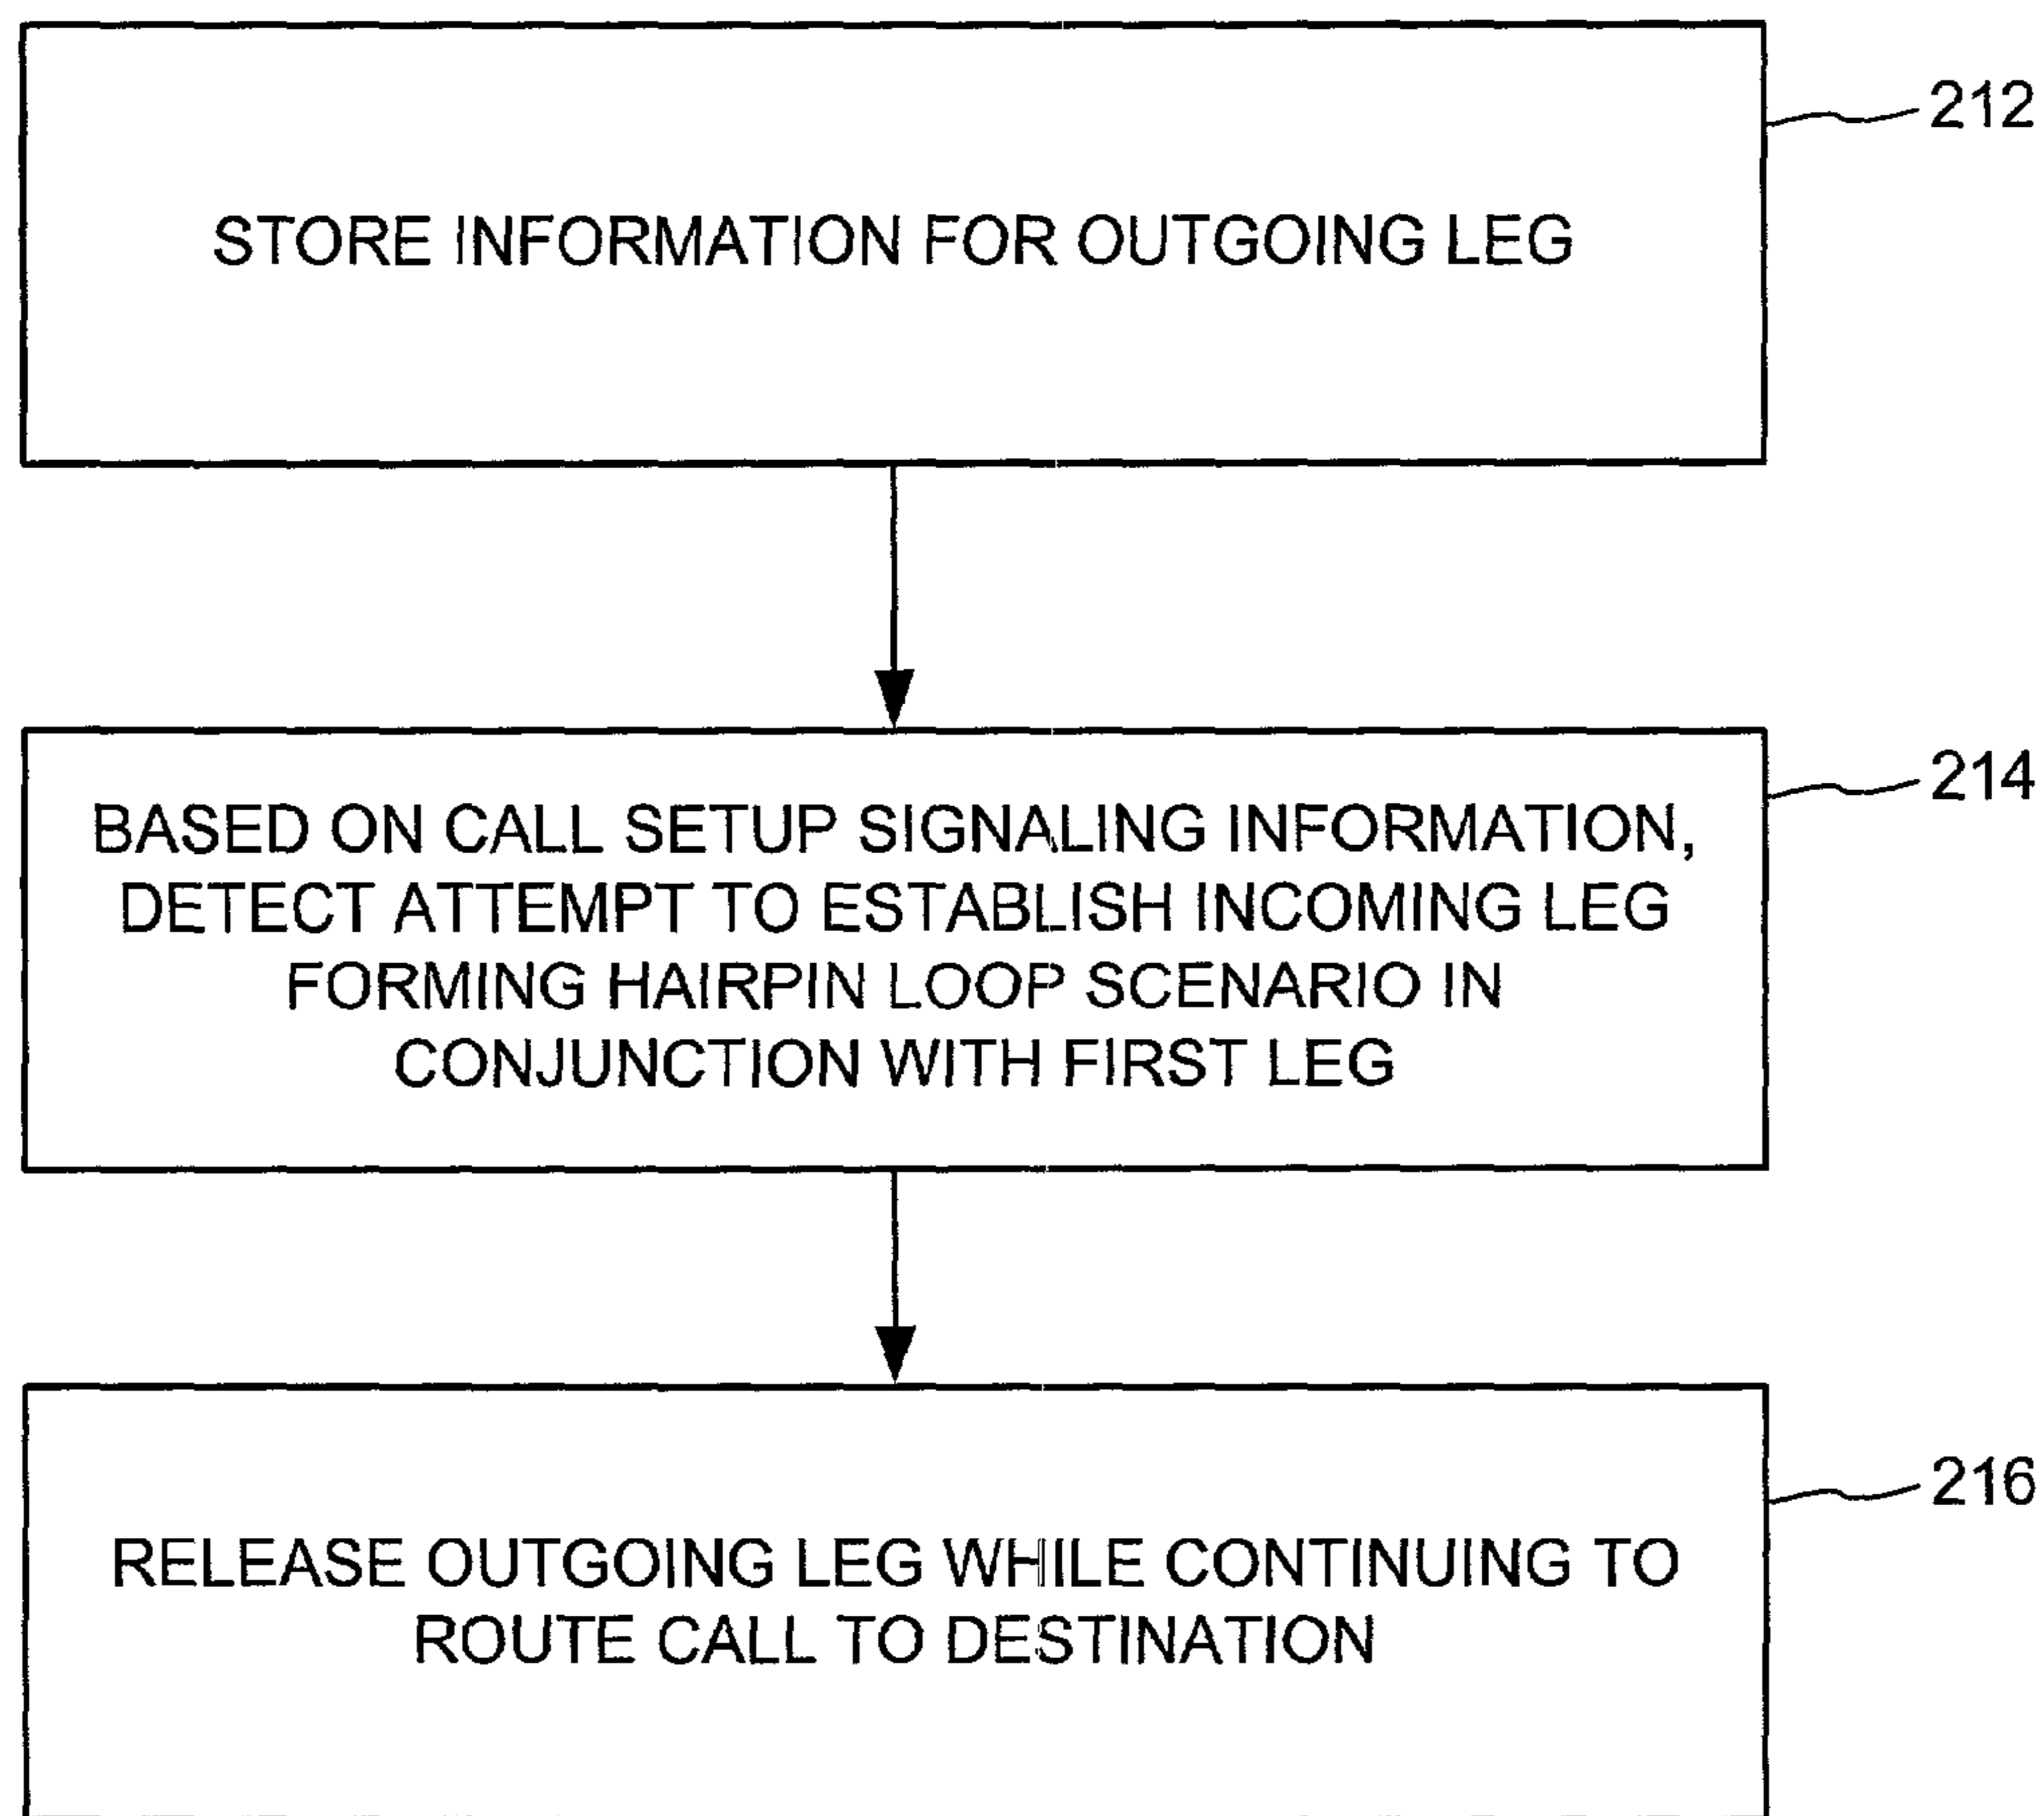 212
STORE INFORMATION FOR OUTGOING LEG
214
BASED ON CALL SETUP SIGNALING INFORMATION,
DETECT ATTEMPT TO ESTABLISH INCOMING LEG
FORMING HAIRPIN LOOP SCENARIO IN
CONJUNCTION WITH FIRST LEG
216
RELEASE OUTGOING LEG WHILE CONTINUING TO
ROUTE CALL TO DESTINATION